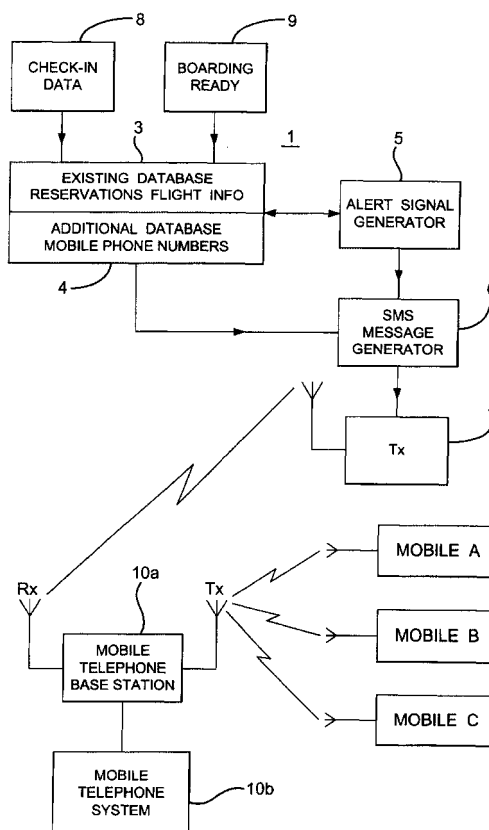 8
9
CHECK-IN
DATA
BOARDING
READY
3
1
5
EXISTING DATABASE
RESERVATIONS FLIGHT INFO
ALERT SIGNAL
GENERATOR
ADDITIONAL DATABASE
MOBILE PHONE NUMBERS
4
SMS
MESSAGE
GENERATOR
Tx
MOBILE A
Rx
10a
Tx
MOBILE B
MOBILE
TELEPHONE
BASE STATION
MOBILE C
MOBILE
TELEPHONE
SYSTEM
10b